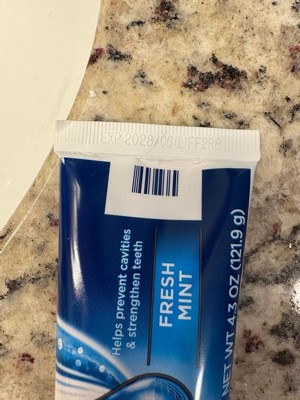 EXP 2028/06
Helps prevent cavities
& strengthen teeth
FRESH
MINT
NET WT 4.3 OZ (121.9 g)